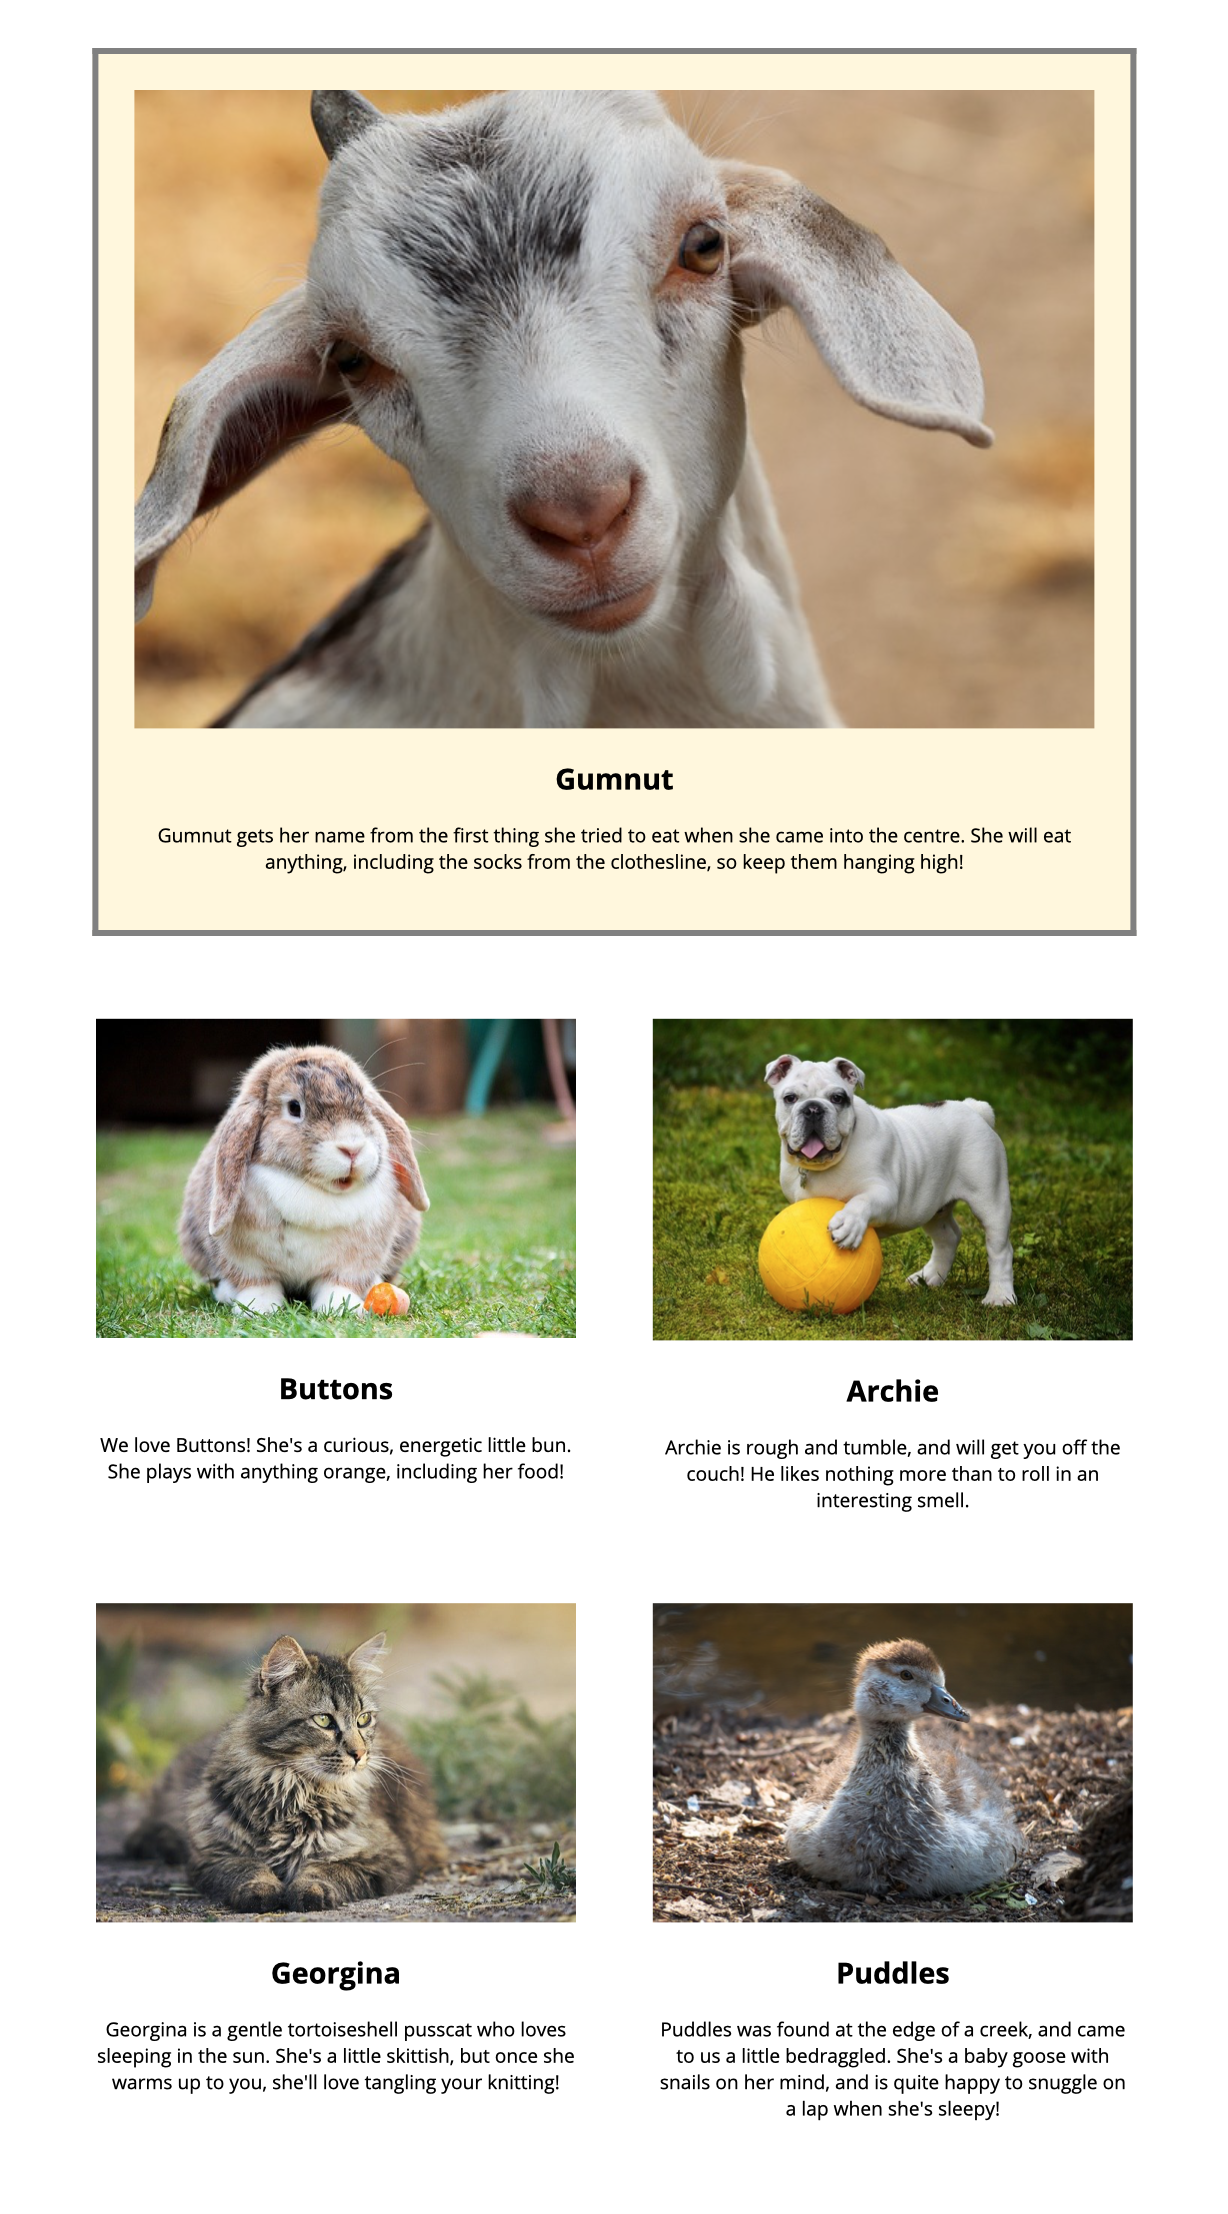 Gumnut
Gumnut gets her name from the first thing she tried to eat when she came into the centre. She will eat
anything, including the socks from the clothesline, so keep them hanging high!
Buttons
We love Buttons! She's a curious, energetic little bun.
She plays with anything orange, including her food!
Archie
Archie is rough and tumble, and will get you off the
couch! He likes nothing more than to roll in an
interesting smell.
Georgina
Georgina is a gentle tortoiseshell pusscat who loves
sleeping in the sun. She's a little skittish, but once she
warms up to you, she'll love tangling your knitting!
Puddles
Puddles was found at the edge of a creek, and came
to us a little bedraggled. She's a baby goose with
snails on her mind, and is quite happy to snuggle on
a lap when she's sleepy!